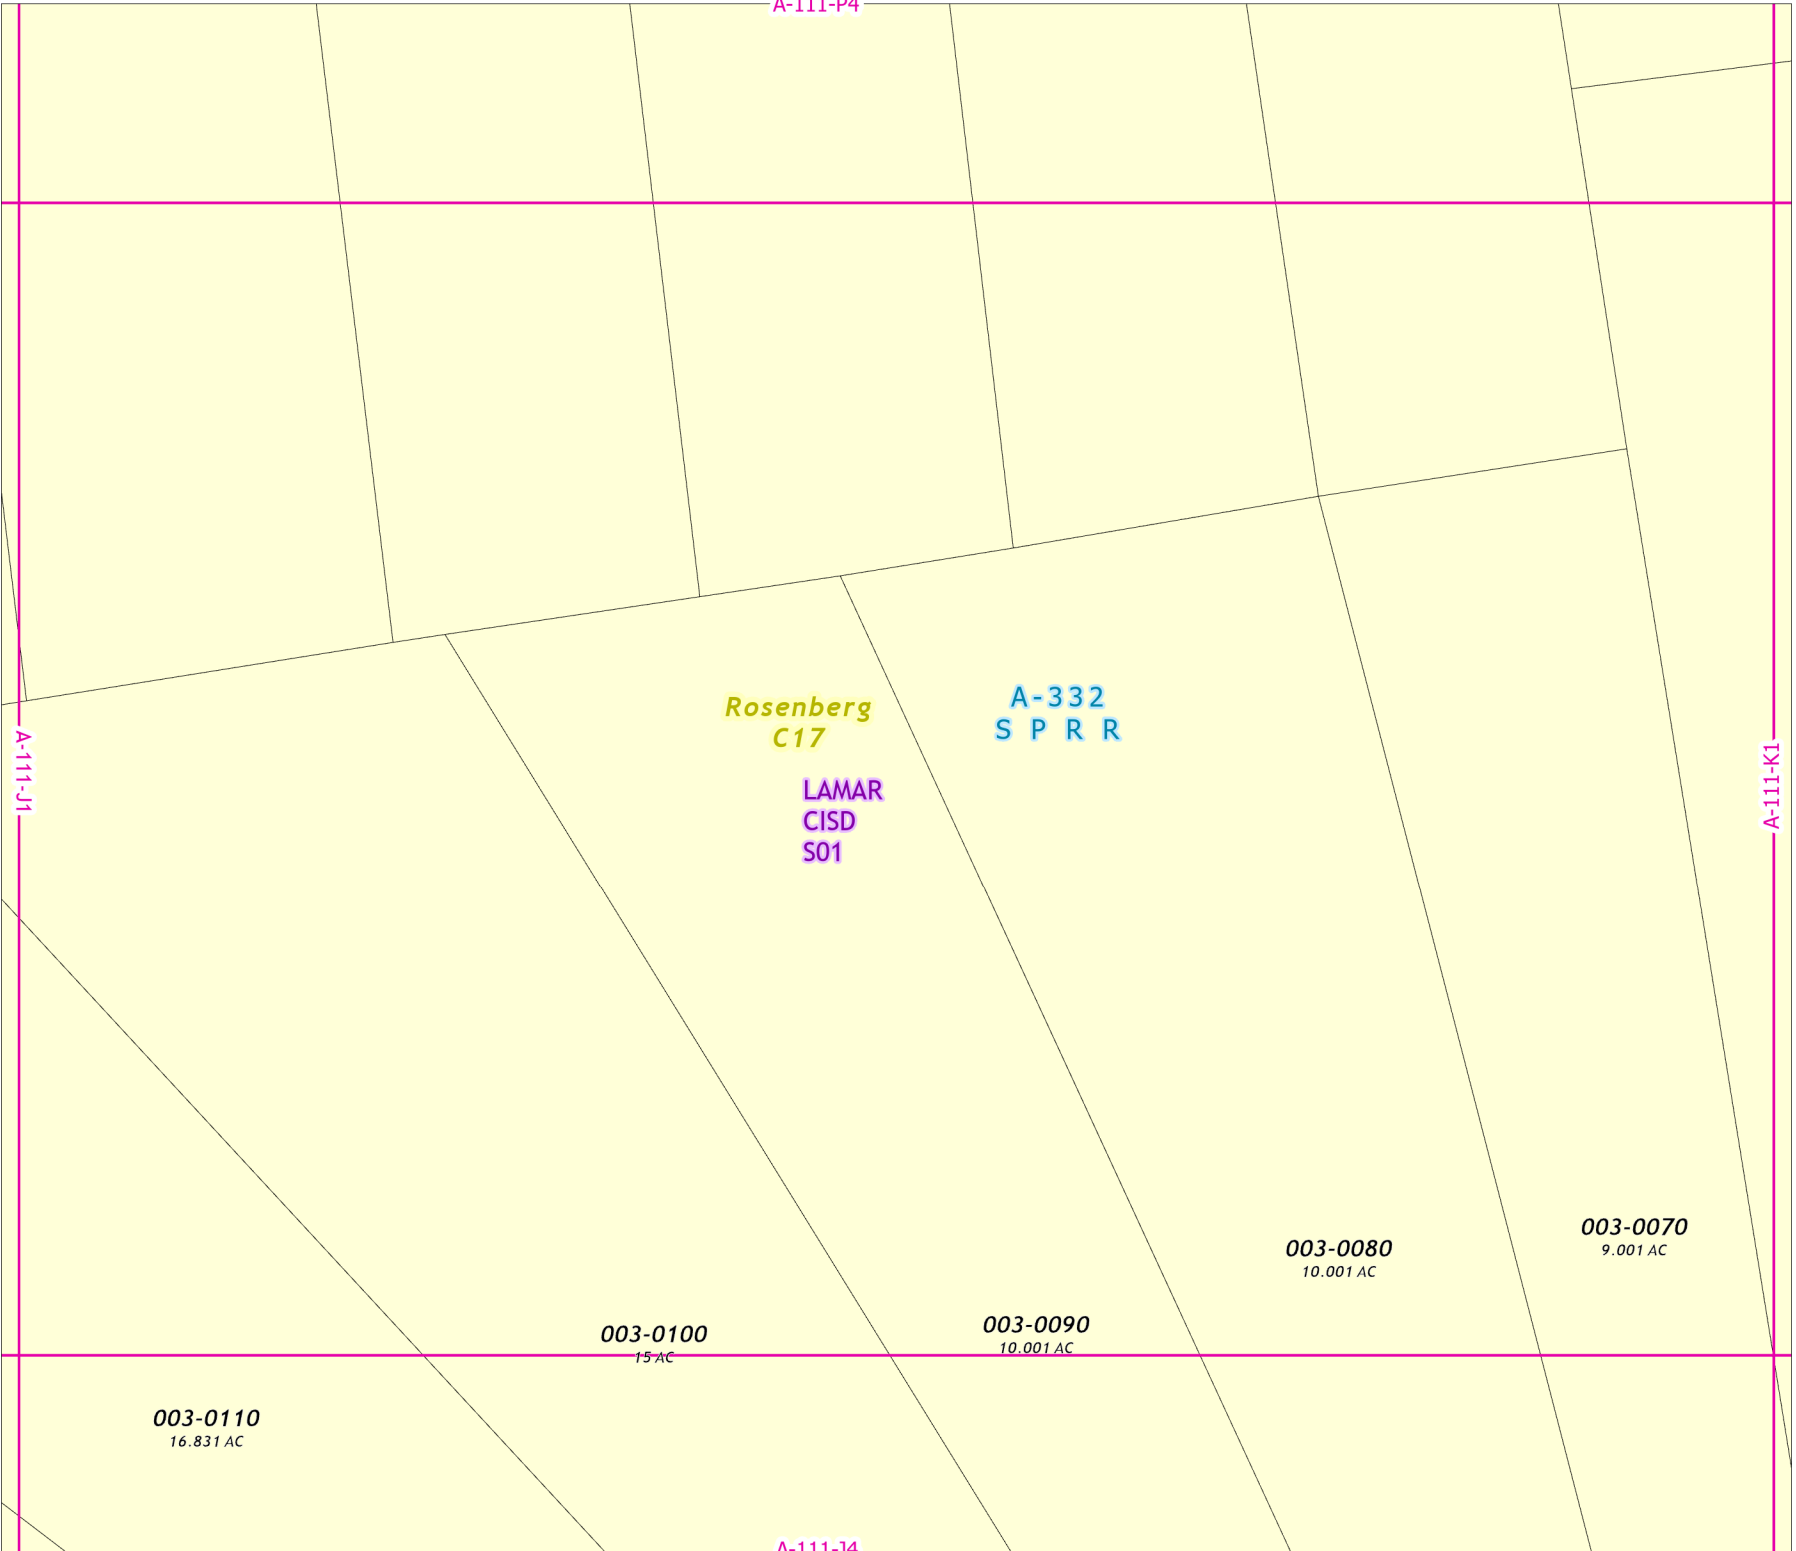 A-111-P4
Rosenberg
C17
A-332
S P R R
LAMAR
CISD
S01
A-111-J1
A-111-K1
003-0070
9.001 AC
003-0080
10.001 AC
003-0090
10.001 AC
003-0100
15 AC
003-0110
16.831 AC
A-111-J4